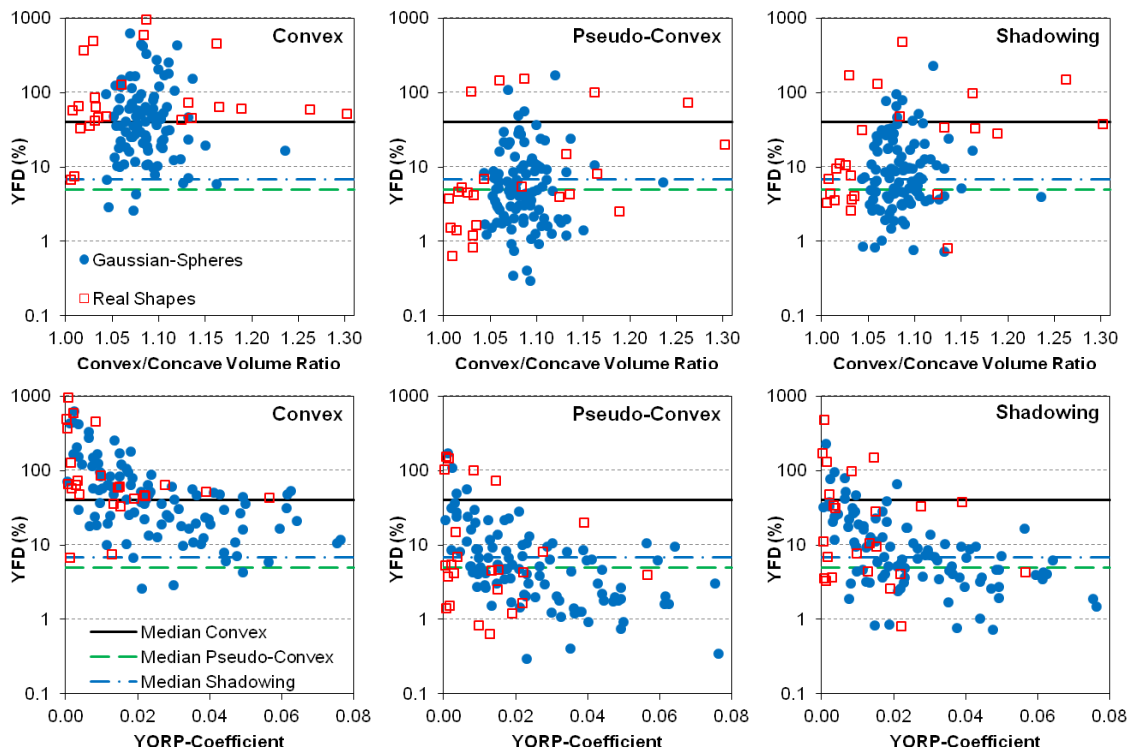 1000
100
10
1
0.1
YFD (%)
Convex
Gaussian-Spheres
Real Shapes
1.00 1.05 1.10 1.15 1.20 1.25 1.30
Convex/Concave Volume Ratio
1000
100
10
1
0.1
YFD (%)
Pseudo-Convex
1.00 1.05 1.10 1.15 1.20 1.25 1.30
Convex/Concave Volume Ratio
1000
100
10
1
0.1
YFD (%)
Shadowing
1.00 1.05 1.10 1.15 1.20 1.25 1.30
Convex/Concave Volume Ratio
1000
100
10
1
0.1
YFD (%)
Convex
Median Convex
Median Pseudo-Convex
Median Shadowing
0.00 0.02 0.04 0.06 0.08
YORP-Coefficient
1000
100
10
1
0.1
YFD (%)
Pseudo-Convex
0.00 0.02 0.04 0.06 0.08
YORP-Coefficient
1000
100
10
1
0.1
YFD (%)
Shadowing
0.00 0.02 0.04 0.06 0.08
YORP-Coefficient